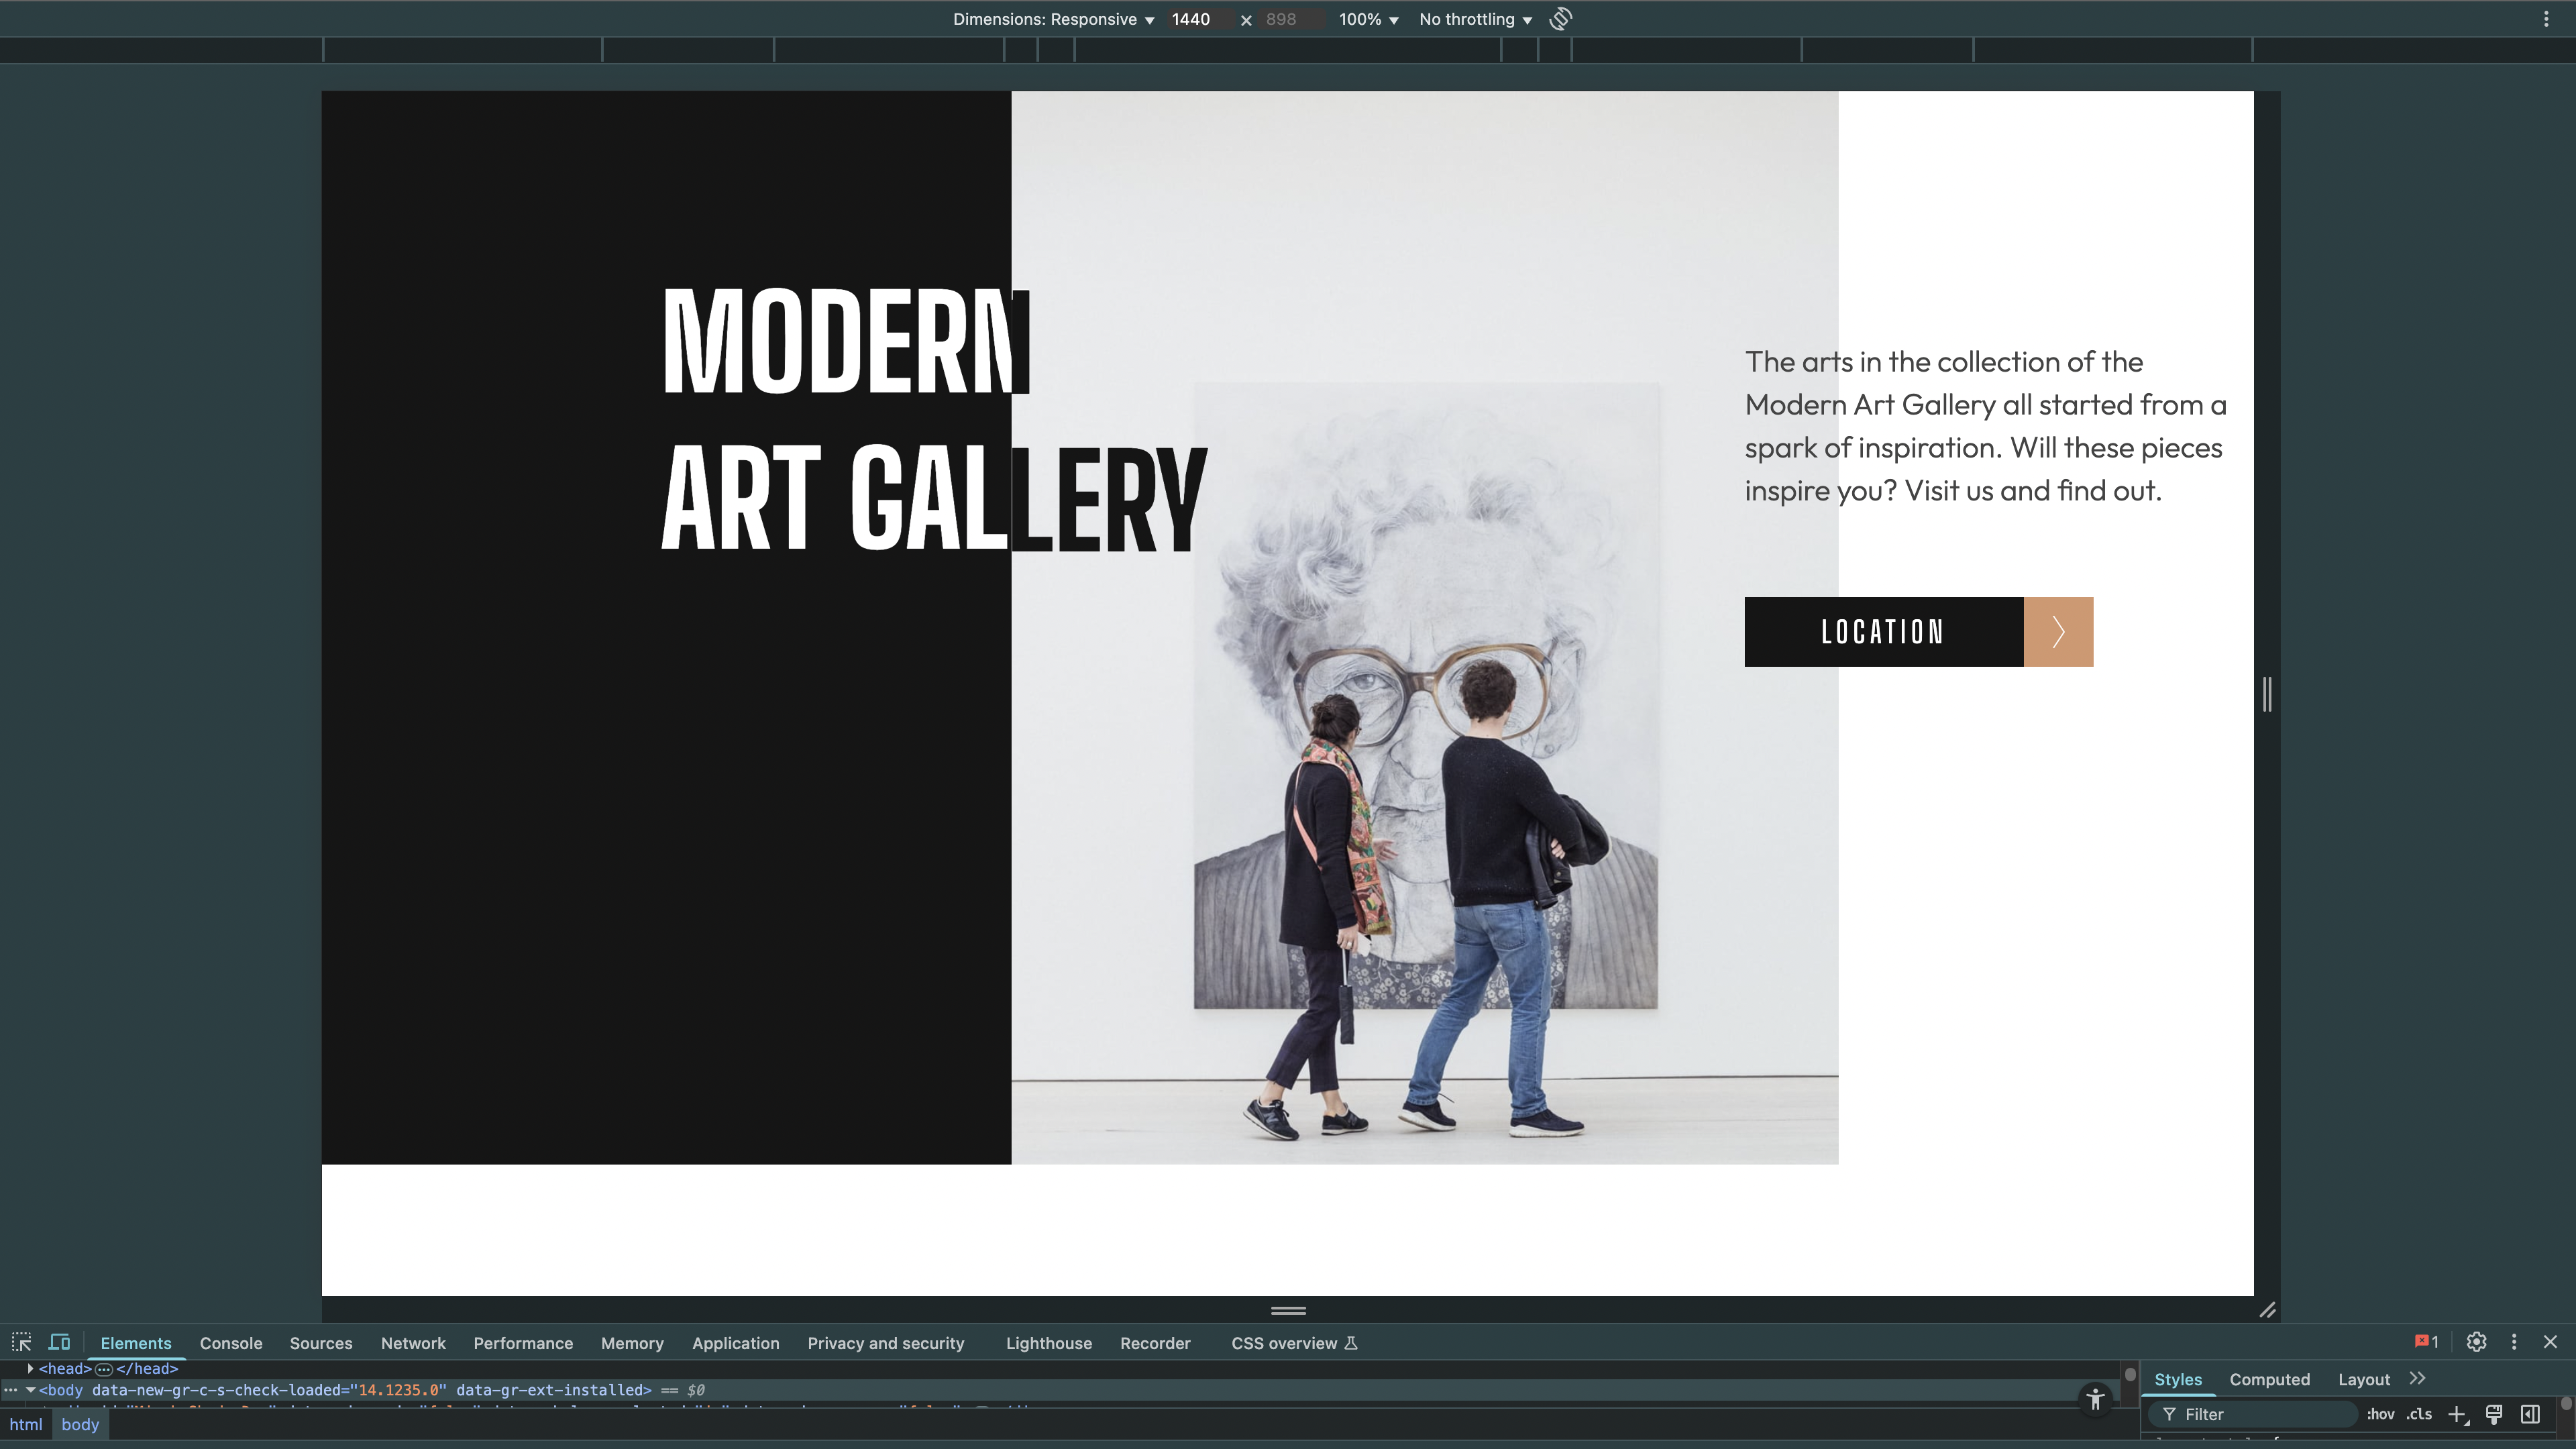 Dimensions: Responsive 1440 × 898 100% No throttling
MODERN
ART GALLERY
The arts in the collection of the
Modern Art Gallery all started from a
spark of inspiration. Will these pieces
inspire you? Visit us and find out.
LOCATION
Elements Console Sources Network Performance Memory Application Privacy and security Lighthouse Recorder CSS overview 1
<head>…</head>
Styles Computed Layout
… <body data-new-gr-c-s-check-loaded="14.1235.0" data-gr-ext-installed> == $0
html body
Filter :hov .cls